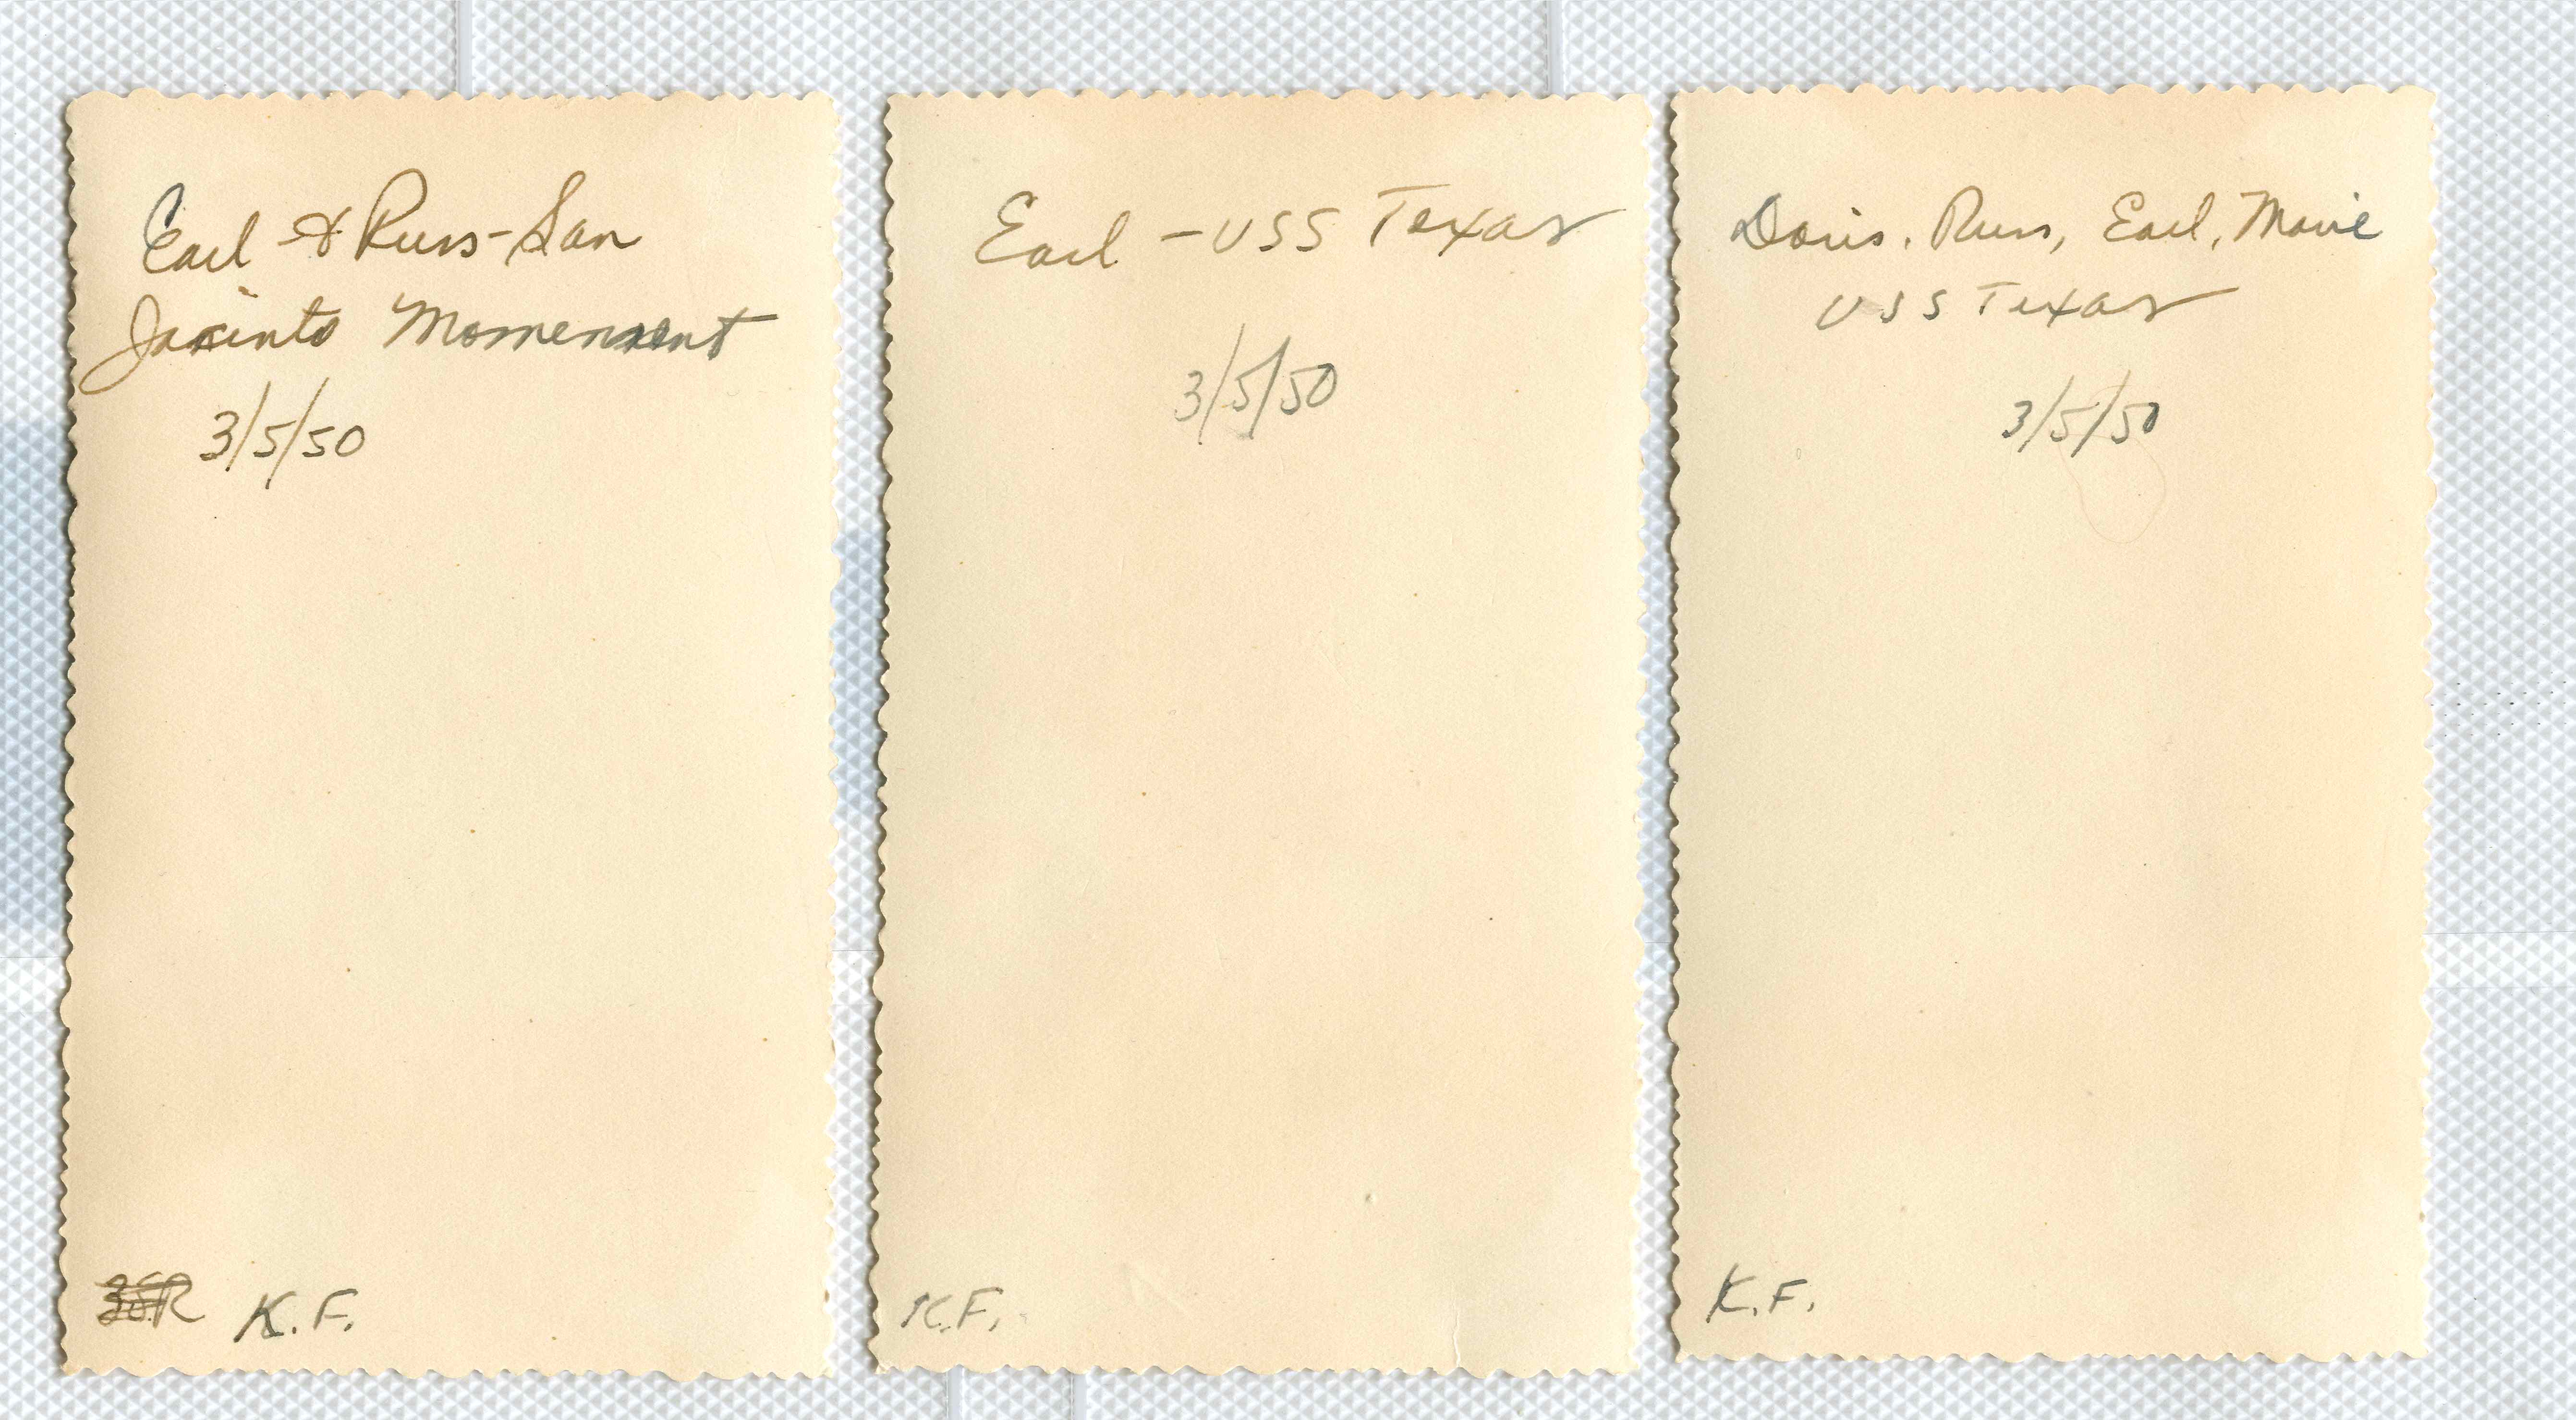 Earl & Russ - San
Jacinto Momenment
3/5/50
K.F.
Earl - USS Texas
3/5/50
K.F.
Doris, Russ, Earl, Marie
USS Texas
3/5/50
K.F.